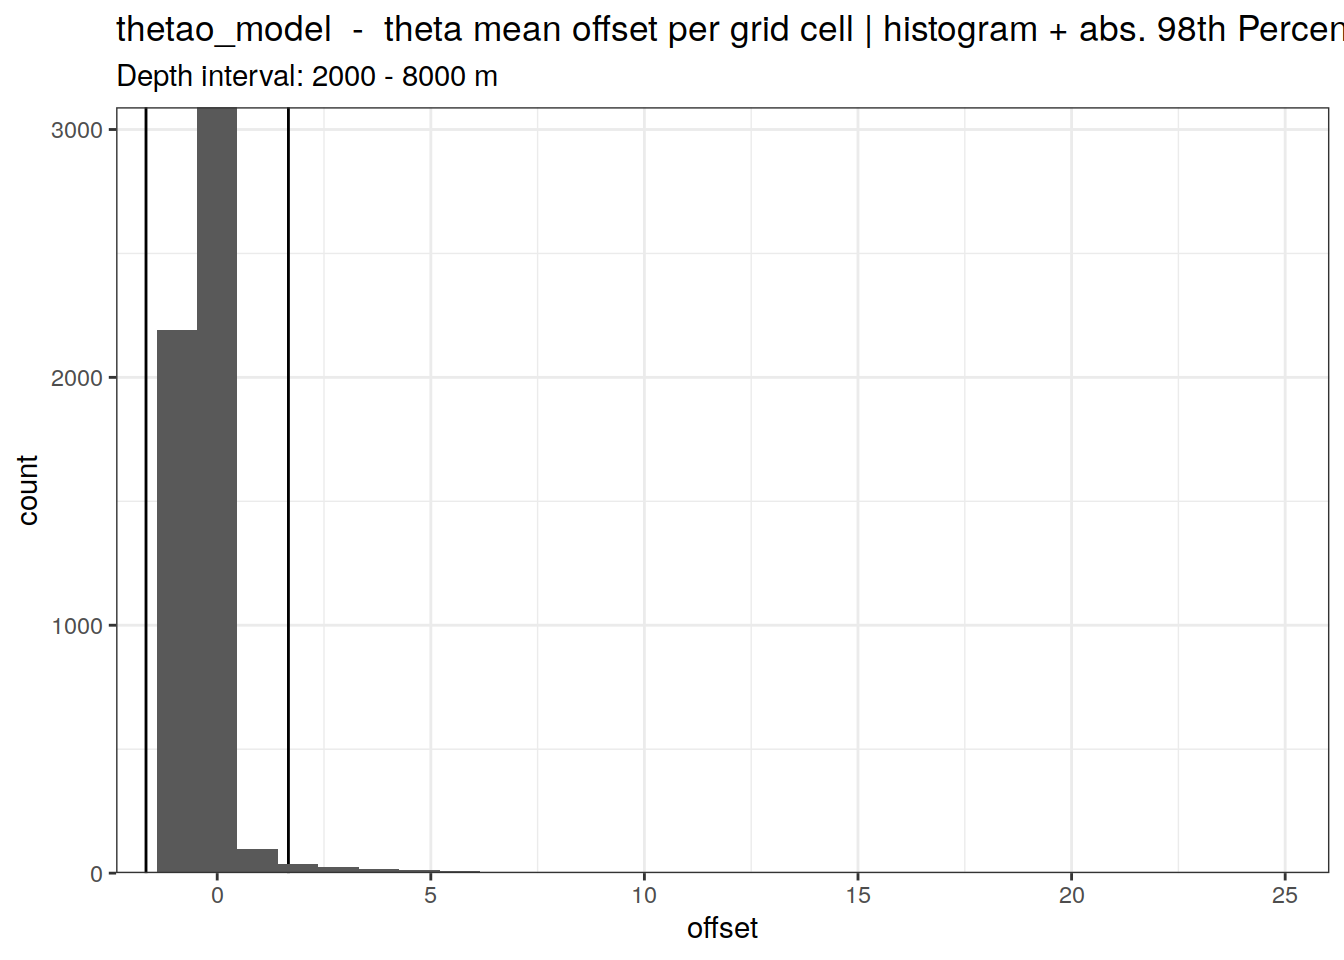 thetao_model  -  theta mean offset per grid cell | histogram + abs. 98th Percen
Depth interval: 2000 - 8000 m
3000
2000
1000
0
count
0 5 10 15 20 25
offset